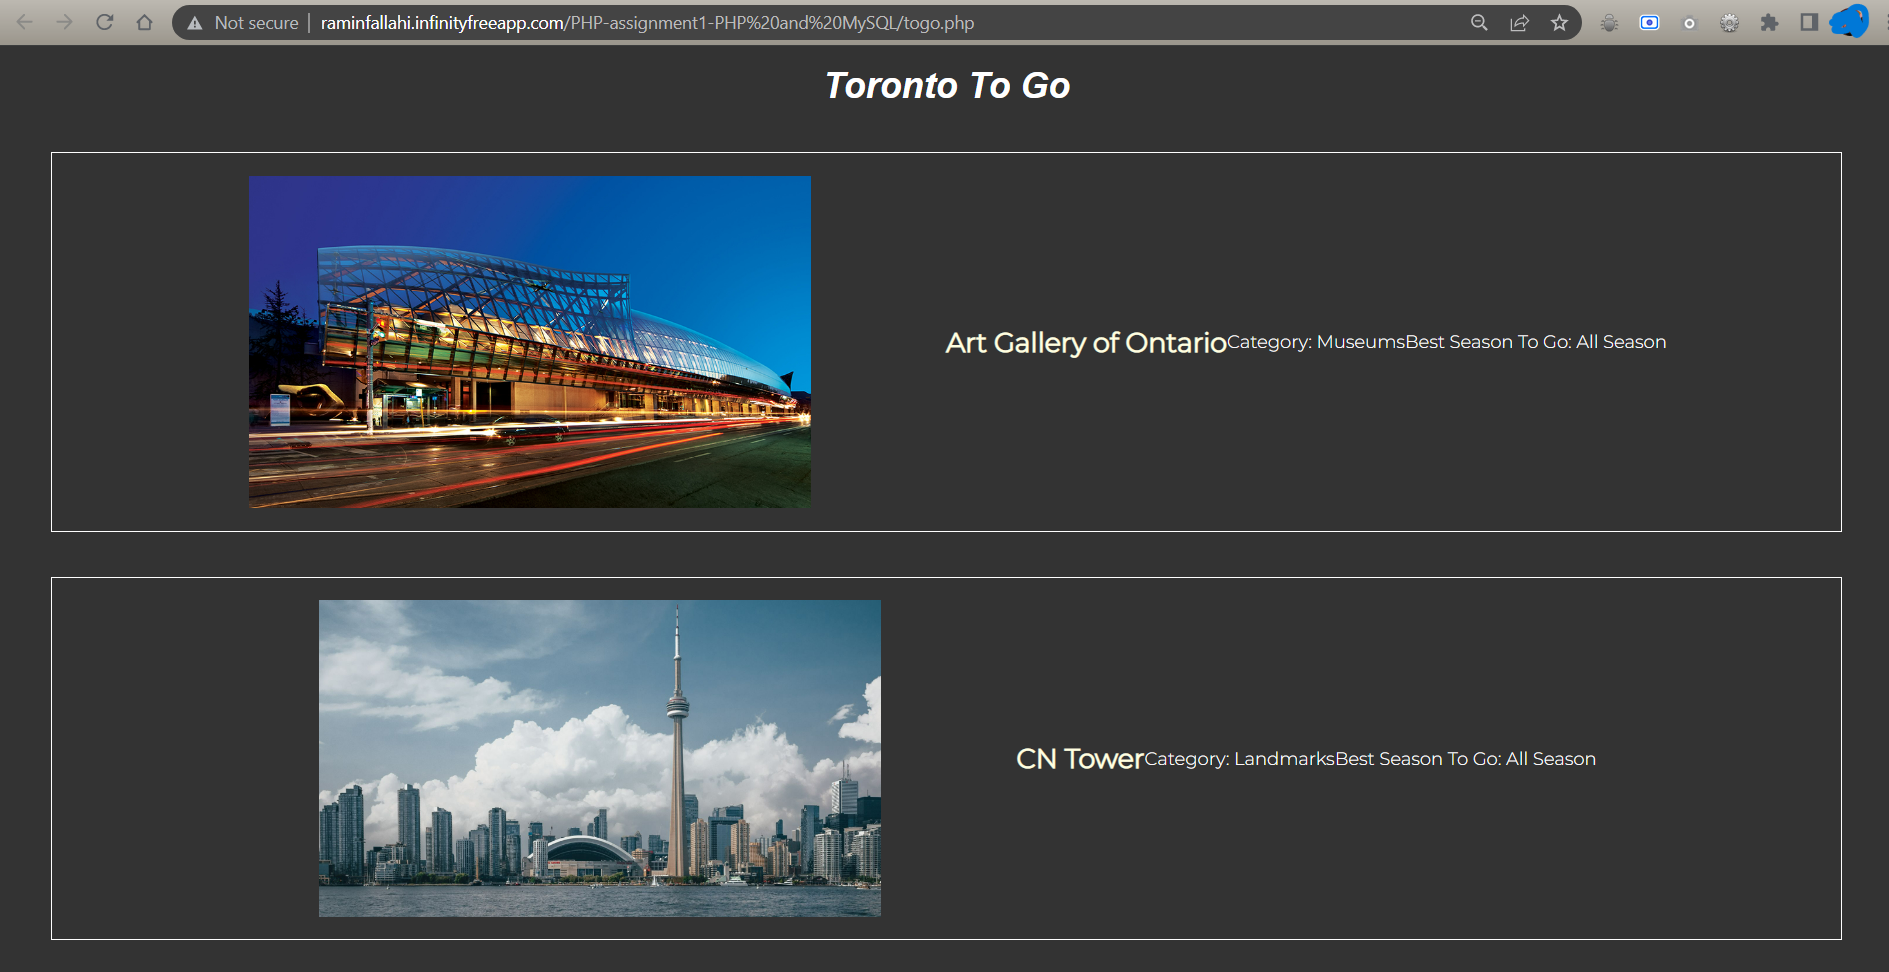 Not secure | raminfallahi.infinityfreeapp.com/PHP-assignment1-PHP%20and%20MySQL/togo.php
Toronto To Go
Art Gallery of OntarioCategory: MuseumsBest Season To Go: All Season
CN TowerCategory: LandmarksBest Season To Go: All Season